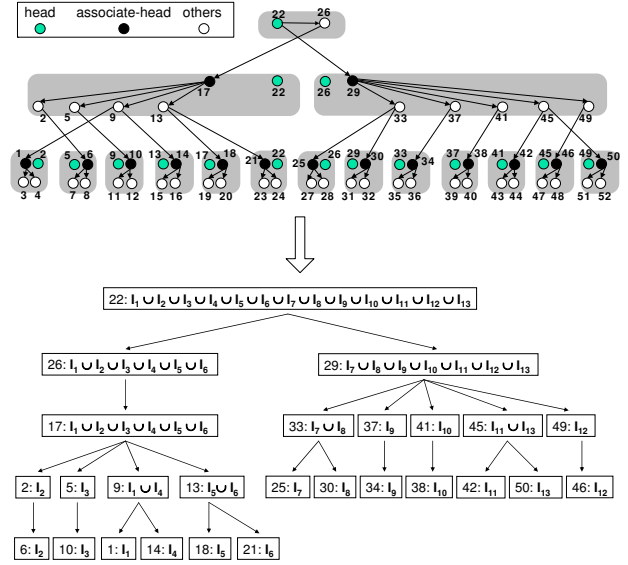 head associate-head others
22 26
17 22 26 29
2 5 9 13 33 37 41 45 49
1 2 5 6 9 10 13 14 17 18 21 22 25 26 29 30 33 34 37 38 41 42 45 46 49 50
3 4 7 8 11 12 15 16 19 20 23 24 27 28 31 32 35 36 39 40 43 44 47 48 51 52
22: I1 ∪ I2 ∪ I3 ∪ I4 ∪ I5 ∪ I6 ∪ I7 ∪ I8 ∪ I9 ∪ I10 ∪ I11 ∪ I12 ∪ I13
26: I1 ∪ I2 ∪ I3 ∪ I4 ∪ I5 ∪ I6 29: I7 ∪ I8 ∪ I9 ∪ I10 ∪ I11 ∪ I12 ∪ I13
17: I1 ∪ I2 ∪ I3 ∪ I4 ∪ I5 ∪ I6 33: I7 ∪ I8 37: I9 41: I10 45: I11 ∪ I13 49: I12
2: I2 5: I3 9: I1 ∪ I4 13: I5 ∪ I6 25: I7 30: I8 34: I9 38: I10 42: I11 50: I13 46: I12
6: I2 10: I3 1: I1 14: I4 18: I5 21: I6